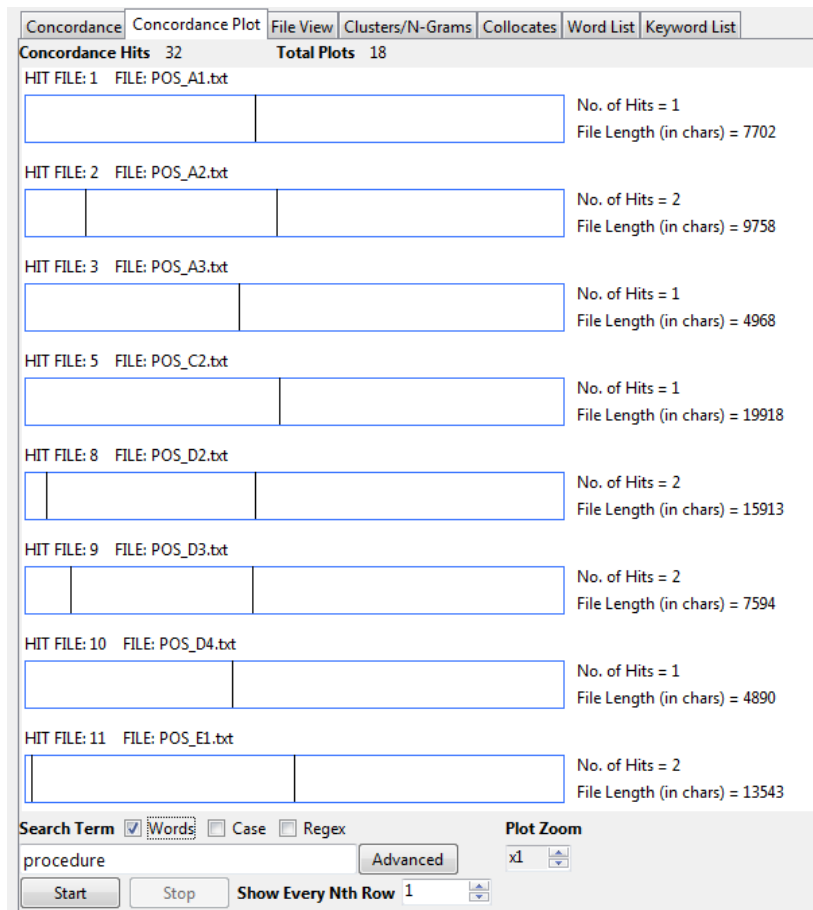 Concordance Concordance Plot File View Clusters/N-Grams Collocates Word List Keyword List
Concordance Hits 32 Total Plots 18
HIT FILE: 1 FILE: POS_A1.txt
No. of Hits = 1
File Length (in chars) = 7702
HIT FILE: 2 FILE: POS_A2.txt
No. of Hits = 2
File Length (in chars) = 9758
HIT FILE: 3 FILE: POS_A3.txt
No. of Hits = 1
File Length (in chars) = 4968
HIT FILE: 5 FILE: POS_C2.txt
No. of Hits = 1
File Length (in chars) = 19918
HIT FILE: 8 FILE: POS_D2.txt
No. of Hits = 2
File Length (in chars) = 15913
HIT FILE: 9 FILE: POS_D3.txt
No. of Hits = 2
File Length (in chars) = 7594
HIT FILE: 10 FILE: POS_D4.txt
No. of Hits = 1
File Length (in chars) = 4890
HIT FILE: 11 FILE: POS_E1.txt
No. of Hits = 2
File Length (in chars) = 13543
Search Term Words Case Regex Plot Zoom
procedure Advanced x1
Start Stop Show Every Nth Row 1